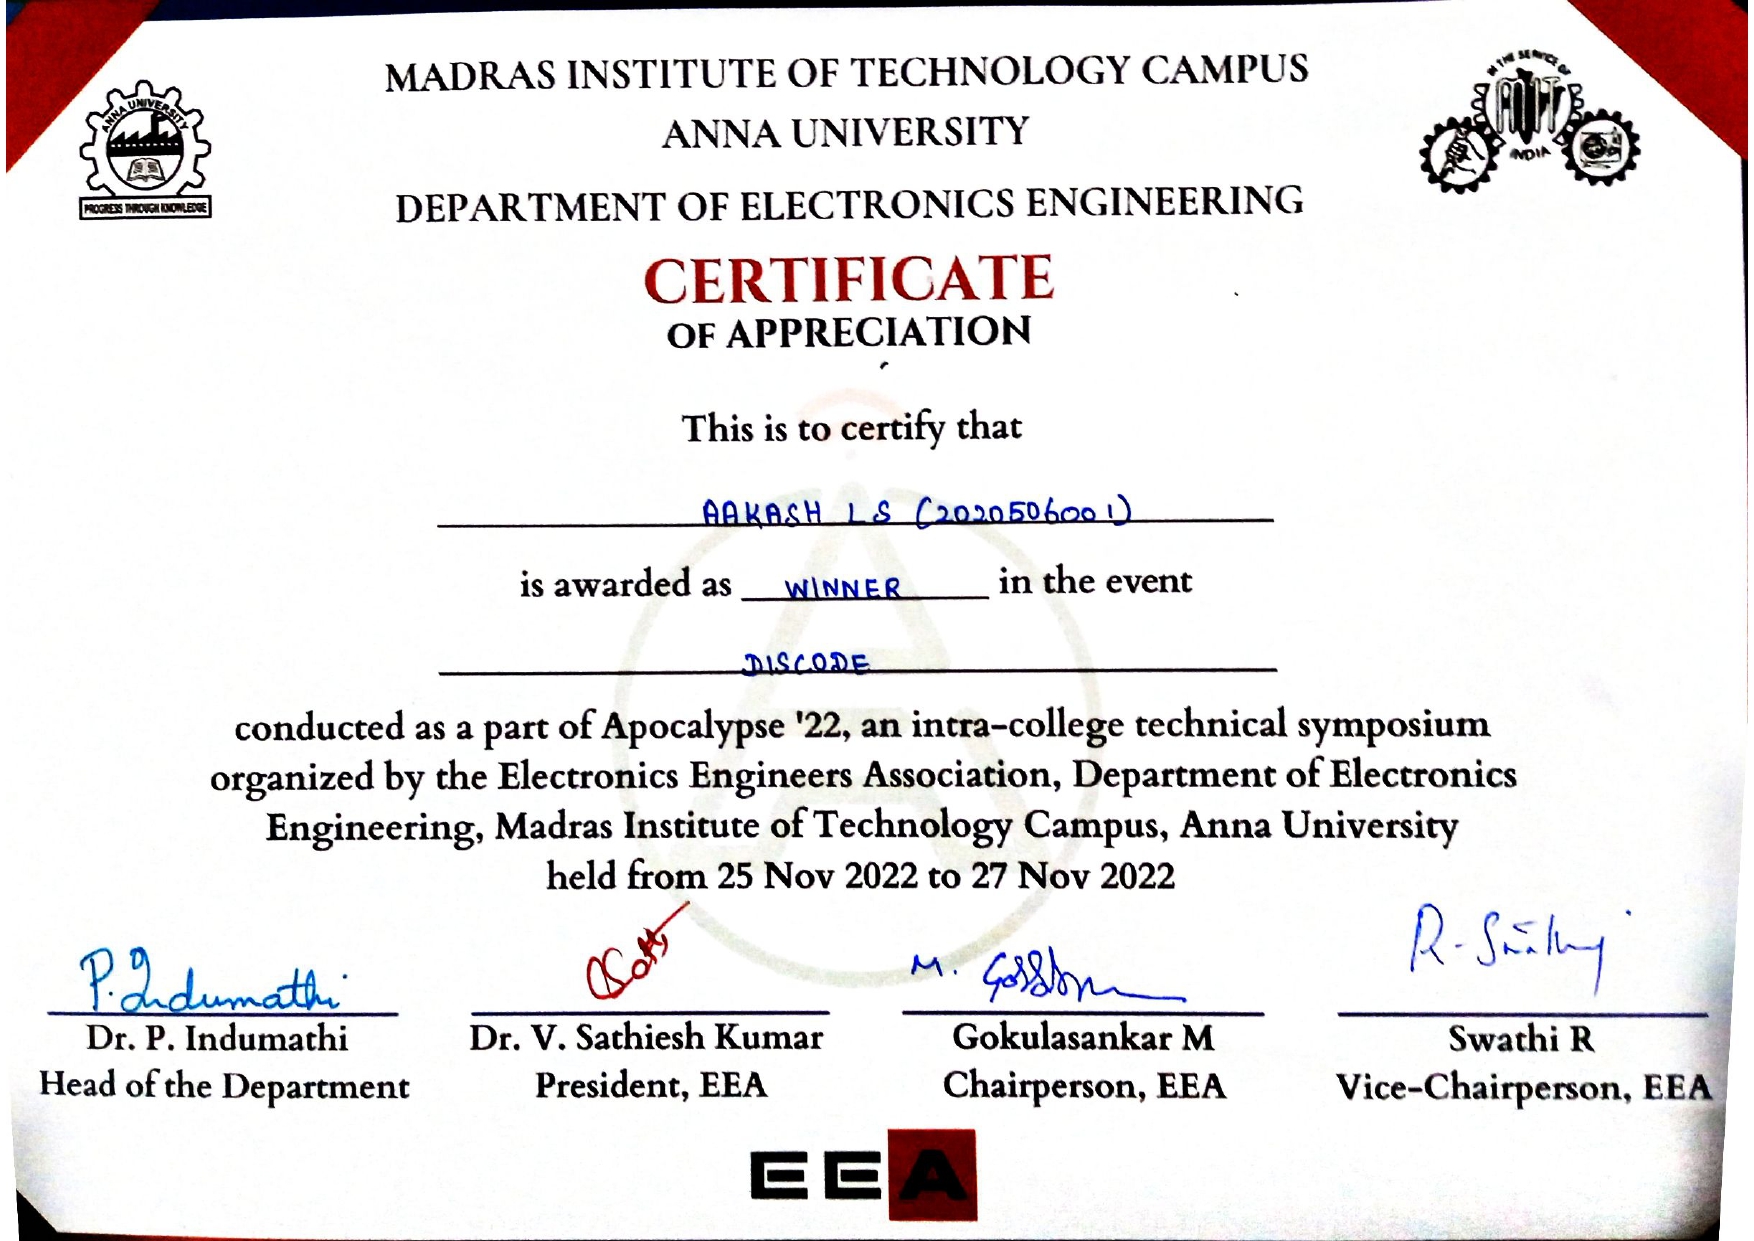 MADRAS INSTITUTE OF TECHNOLOGY CAMPUS
ANNA UNIVERSITY
DEPARTMENT OF ELECTRONICS ENGINEERING
ANNA UNIVERSITY
PROGRESS THROUGH KNOWLEDGE
IN THE SERVICE OF
MIT
INDIA
CERTIFICATE
OF APPRECIATION
This is to certify that
AAKASH LS (2020506001)
is awarded as WINNER in the event
DISCODE
conducted as a part of Apocalypse '22, an intra-college technical symposium
organized by the Electronics Engineers Association, Department of Electronics
Engineering, Madras Institute of Technology Campus, Anna University
held from 25 Nov 2022 to 27 Nov 2022
P. Indumathi
Dr. P. Indumathi Dr. V. Sathiesh Kumar Gokulasankar M Swathi R
Head of the Department President, EEA Chairperson, EEA Vice-Chairperson, EEA
EEA